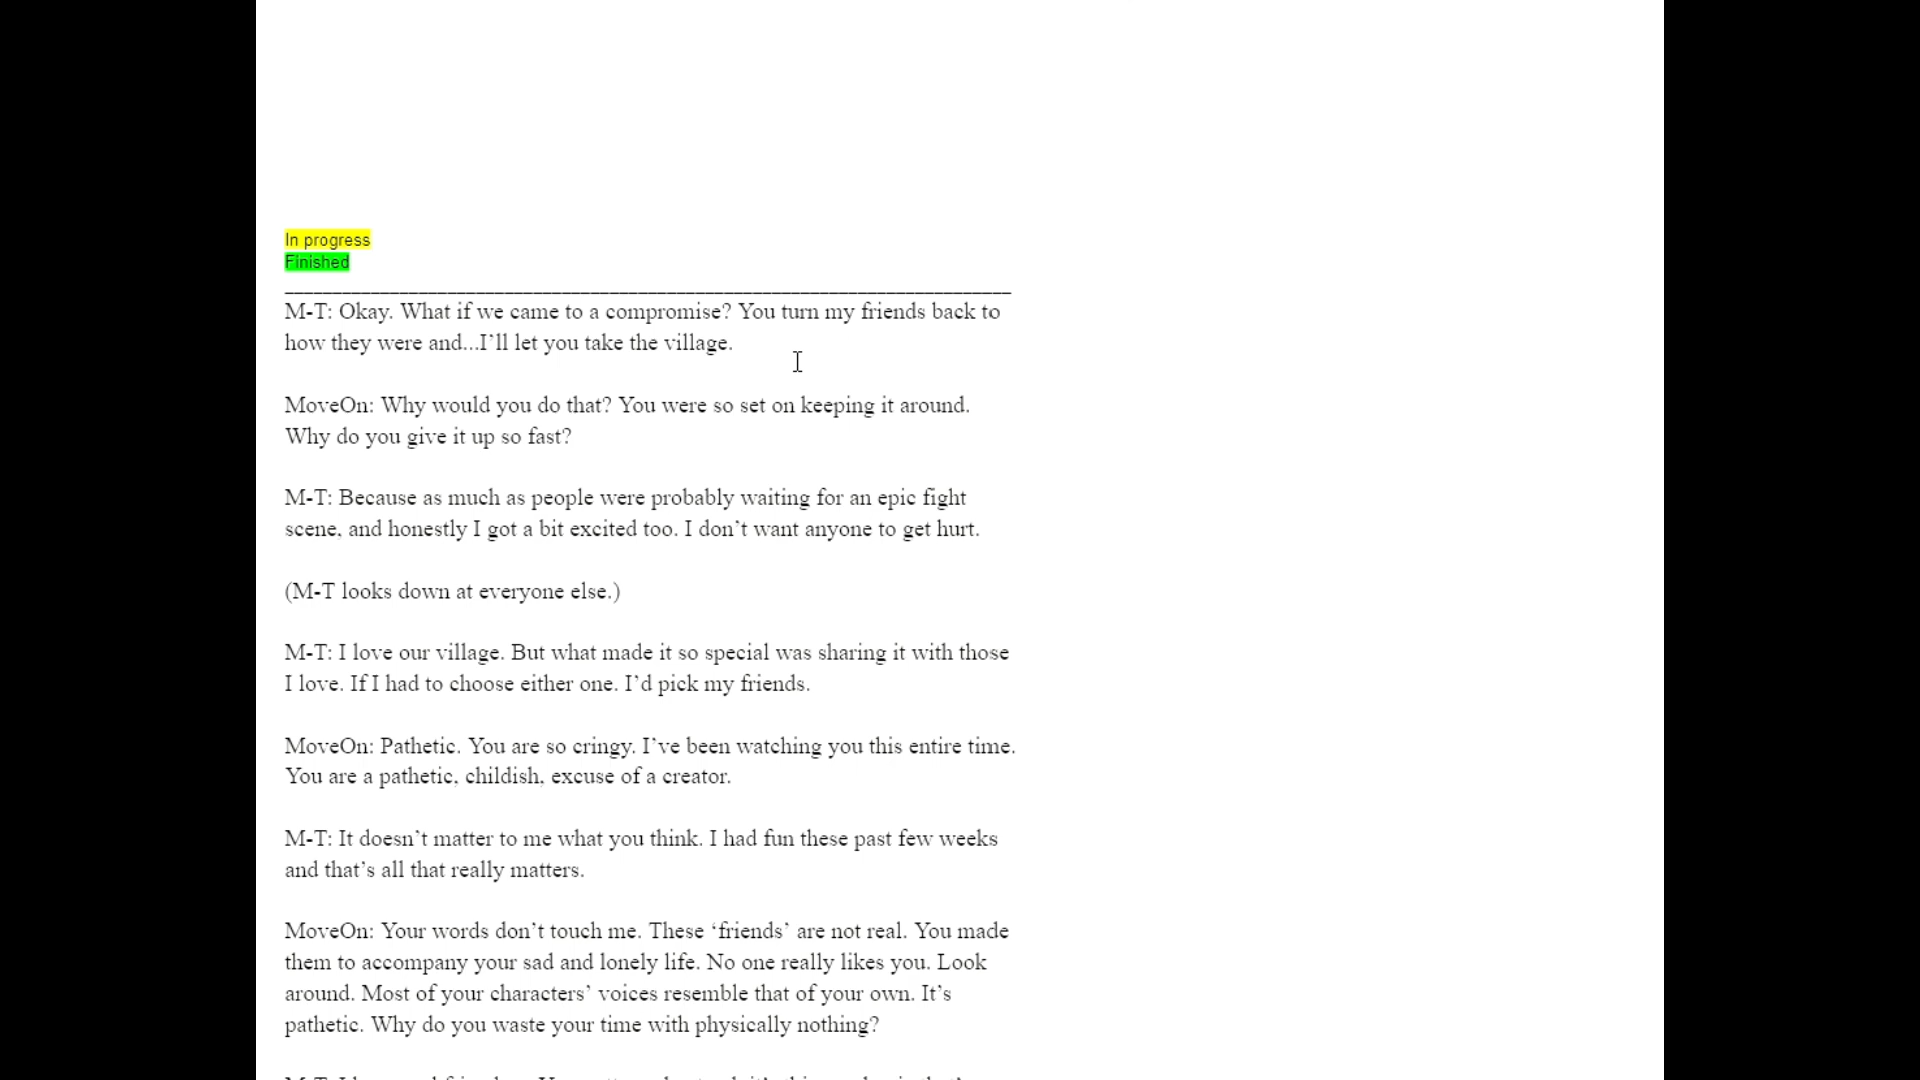 In progress
Finished
M-T: Okay. What if we came to a compromise? You turn my friends back to
how they were and...I’ll let you take the village.
MoveOn: Why would you do that? You were so set on keeping it around.
Why do you give it up so fast?
M-T: Because as much as people were probably waiting for an epic fight
scene, and honestly I got a bit excited too. I don’t want anyone to get hurt.
(M-T looks down at everyone else.)
M-T: I love our village. But what made it so special was sharing it with those
I love. If I had to choose either one. I’d pick my friends.
MoveOn: Pathetic. You are so cringy. I’ve been watching you this entire time.
You are a pathetic, childish, excuse of a creator.
M-T: It doesn’t matter to me what you think. I had fun these past few weeks
and that’s all that really matters.
MoveOn: Your words don’t touch me. These ‘friends’ are not real. You made
them to accompany your sad and lonely life. No one really likes you. Look
around. Most of your characters’ voices resemble that of your own. It’s
pathetic. Why do you waste your time with physically nothing?